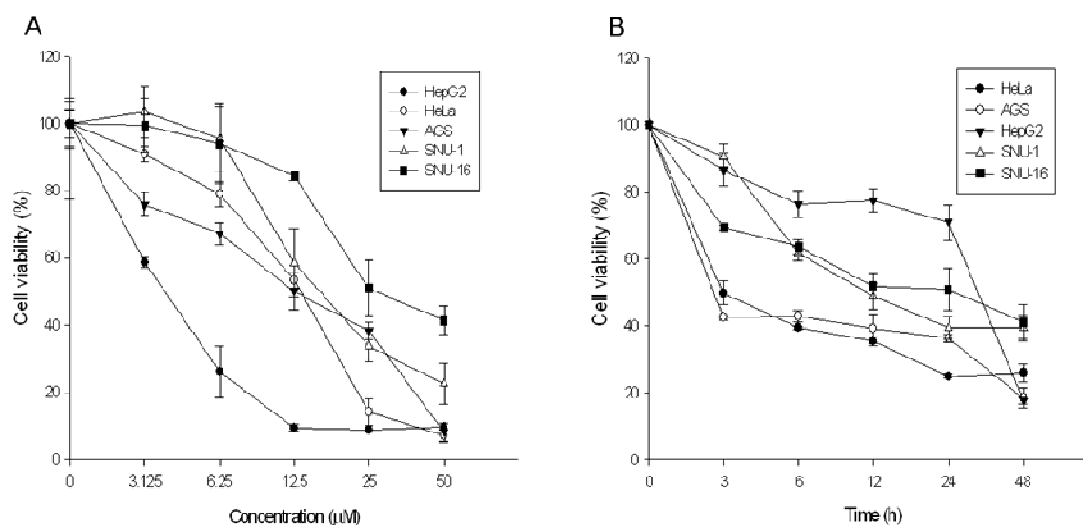 A
120
100
80
60
40
20
0
Cell viability (%)
HepG2
HeLa
AGS
SNU-1
SNU-16
0 3.125 6.25 12.5 25 50
Concentration (μM)
B
120
100
80
60
40
20
0
Cell viability (%)
HeLa
AGS
HepG2
SNU-1
SNU-16
0 3 6 12 24 48
Time (h)